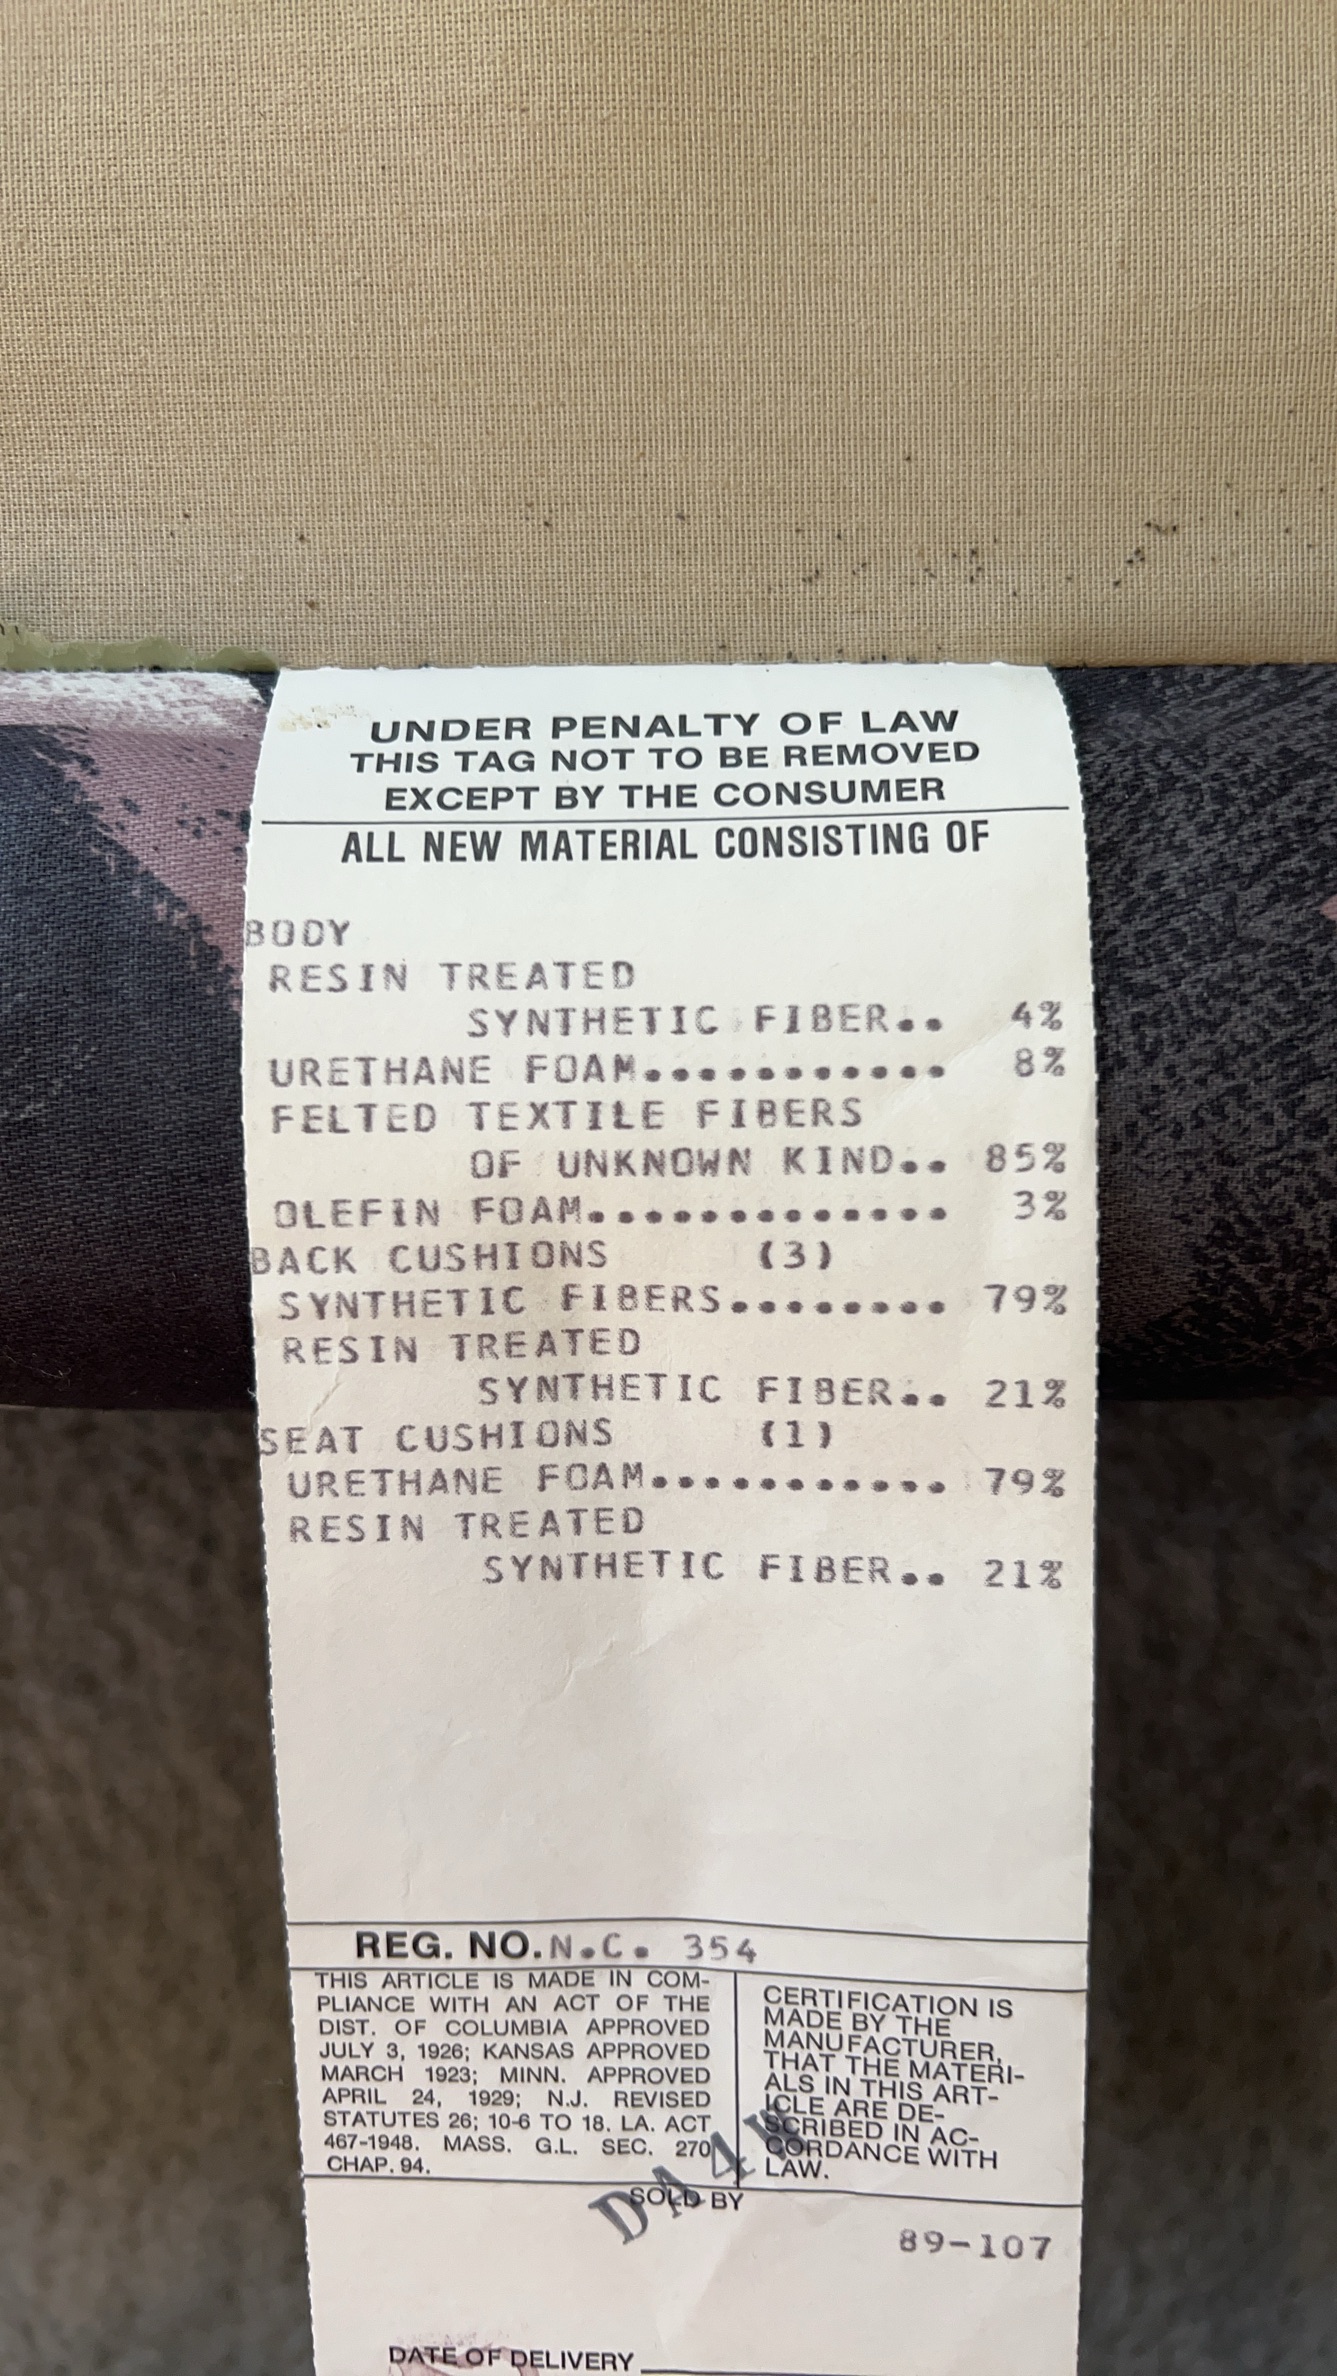 UNDER PENALTY OF LAW
THIS TAG NOT TO BE REMOVED
EXCEPT BY THE CONSUMER
ALL NEW MATERIAL CONSISTING OF
BODY
RESIN TREATED
SYNTHETIC FIBER.. 4%
URETHANE FOAM........... 8%
FELTED TEXTILE FIBERS
OF UNKNOWN KIND.. 85%
OLEFIN FOAM............. 3%
BACK CUSHIONS (3)
SYNTHETIC FIBERS........ 79%
RESIN TREATED
SYNTHETIC FIBER.. 21%
SEAT CUSHIONS (1)
URETHANE FOAM........... 79%
RESIN TREATED
SYNTHETIC FIBER.. 21%
REG. NO. N.C. 354
THIS ARTICLE IS MADE IN COM-
PLIANCE WITH AN ACT OF THE
DIST. OF COLUMBIA APPROVED
JULY 3, 1926; KANSAS APPROVED
MARCH 1923; MINN. APPROVED
APRIL 24, 1929; N.J. REVISED
STATUTES 26; 10-6 TO 18. LA. ACT
467-1948. MASS. G.L. SEC. 270
CHAP. 94.
CERTIFICATION IS
MADE BY THE
MANUFACTURER,
THAT THE MATERI-
ALS IN THIS ART-
ICLE ARE DE-
SCRIBED IN AC-
CORDANCE WITH
LAW.
SOLD BY
89-107
DATE OF DELIVERY